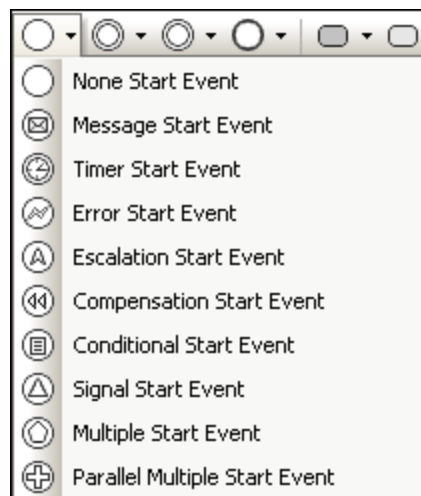 None Start Event
Message Start Event
Timer Start Event
Error Start Event
Escalation Start Event
Compensation Start Event
Conditional Start Event
Signal Start Event
Multiple Start Event
Parallel Multiple Start Event